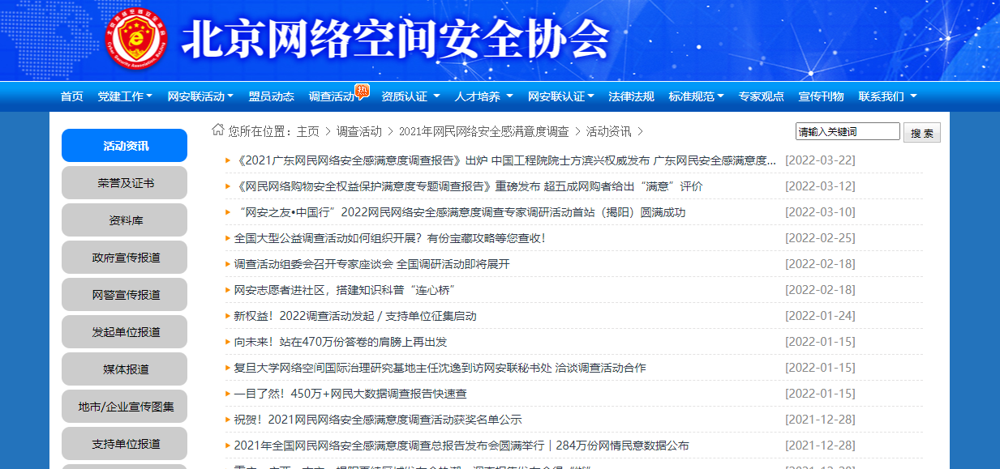 北京网络空间安全协会
首页 党建工作 网安联活动 盟员动态 调查活动 热 资质认证 人才培养 网安联认证 法律法规 标准规范 专家观点 宣传刊物 联系我们
您所在位置：主页 > 调查活动 > 2021年网民网络安全感满意度调查 > 活动资讯 >
请输入关键词 搜 索
活动资讯
荣誉及证书
资料库
政府宣传报道
网警宣传报道
发起单位报道
媒体报道
地市/企业宣传图集
支持单位报道
《2021广东网民网络安全感满意度调查报告》出炉 中国工程院院士方滨兴权威发布 广东网民安全感满意度... [2022-03-22]
《网民网络购物安全权益保护满意度专题调查报告》重磅发布 超五成网购者给出“满意”评价 [2022-03-12]
“网安之友•中国行”2022网民网络安全感满意度调查专家调研活动首站（揭阳）圆满成功 [2022-03-10]
全国大型公益调查活动如何组织开展？有份宝藏攻略等您查收！ [2022-02-25]
调查活动组委会召开专家座谈会 全国调研活动即将展开 [2022-02-18]
网安志愿者进社区，搭建知识科普“连心桥” [2022-02-18]
新权益！2022调查活动发起 / 支持单位征集启动 [2022-01-24]
向未来！站在470万份答卷的肩膀上再出发 [2022-01-15]
复旦大学网络空间国际治理研究基地主任沈逸到访网安联秘书处 洽谈调查活动合作 [2022-01-15]
一目了然！450万+网民大数据调查报告快速查 [2022-01-15]
祝贺！2021网民网络安全感满意度调查活动获奖名单公示 [2021-12-28]
2021年全国网民网络安全感满意度调查总报告发布会圆满举行｜284万份网情民意数据公布 [2021-12-28]